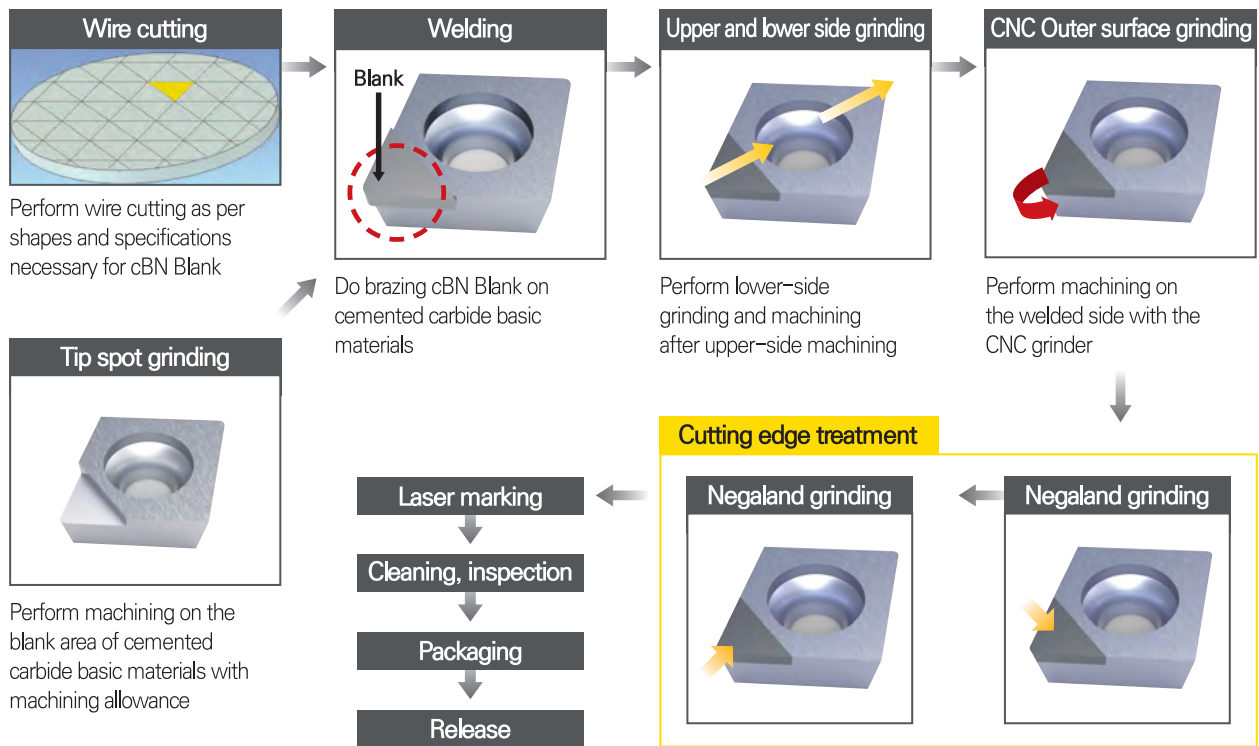 Wire cutting
Perform wire cutting as per
shapes and specifications
necessary for cBN Blank
Welding
Blank
Do brazing cBN Blank on
cemented carbide basic
materials
Upper and lower side grinding
Perform lower-side
grinding and machining
after upper-side machining
CNC Outer surface grinding
Perform machining on
the welded side with the
CNC grinder
Tip spot grinding
Perform machining on the
blank area of cemented
carbide basic materials with
machining allowance
Cutting edge treatment
Negaland grinding
Negaland grinding
Laser marking
Cleaning, inspection
Packaging
Release